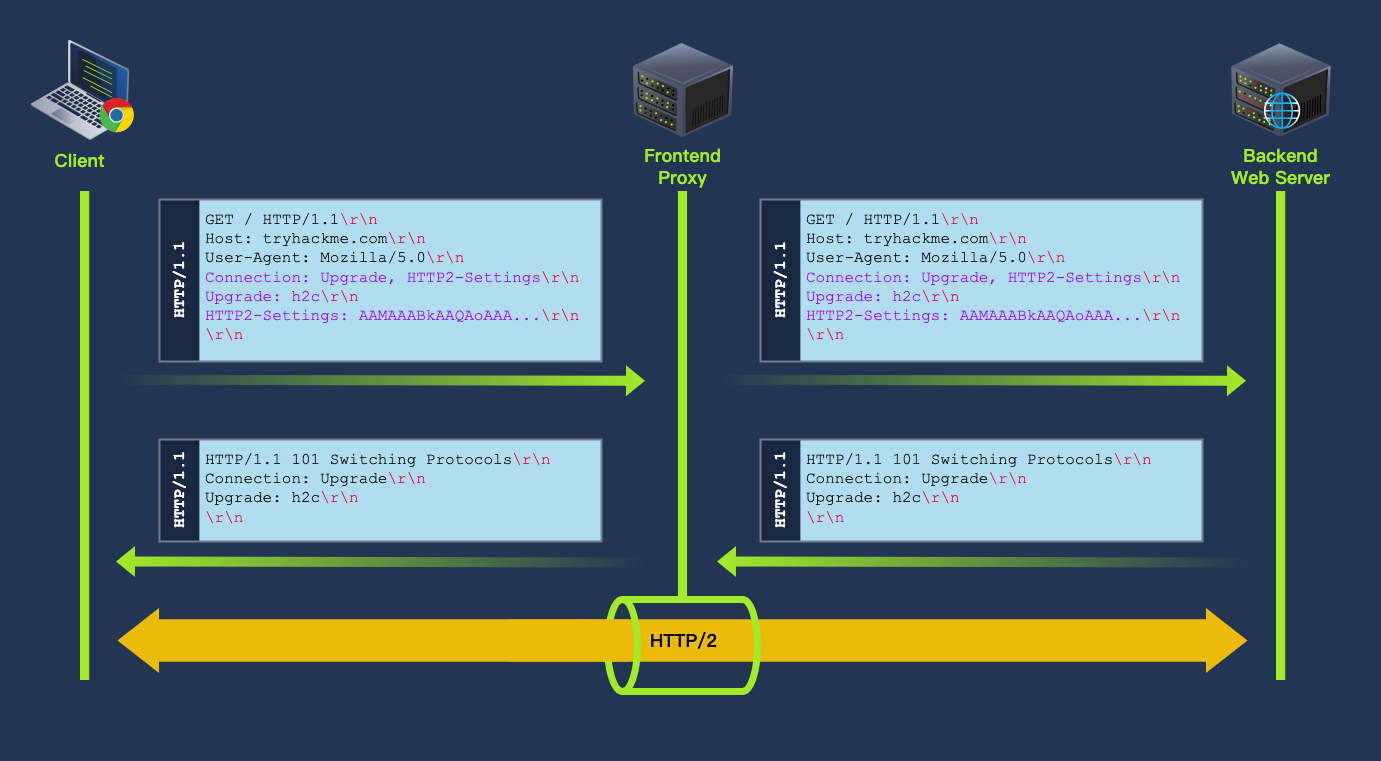 Client
Frontend
Proxy
Backend
Web Server
HTTP/1.1
GET / HTTP/1.1\r\n
Host: tryhackme.com\r\n
User-Agent: Mozilla/5.0\r\n
Connection: Upgrade, HTTP2-Settings\r\n
Upgrade: h2c\r\n
HTTP2-Settings: AAMAAABkAAQAoAAA...\r\n
\r\n
HTTP/1.1
GET / HTTP/1.1\r\n
Host: tryhackme.com\r\n
User-Agent: Mozilla/5.0\r\n
Connection: Upgrade, HTTP2-Settings\r\n
Upgrade: h2c\r\n
HTTP2-Settings: AAMAAABkAAQAoAAA...\r\n
\r\n
HTTP/1.1
HTTP/1.1 101 Switching Protocols\r\n
Connection: Upgrade\r\n
Upgrade: h2c\r\n
\r\n
HTTP/1.1
HTTP/1.1 101 Switching Protocols\r\n
Connection: Upgrade\r\n
Upgrade: h2c\r\n
\r\n
HTTP/2